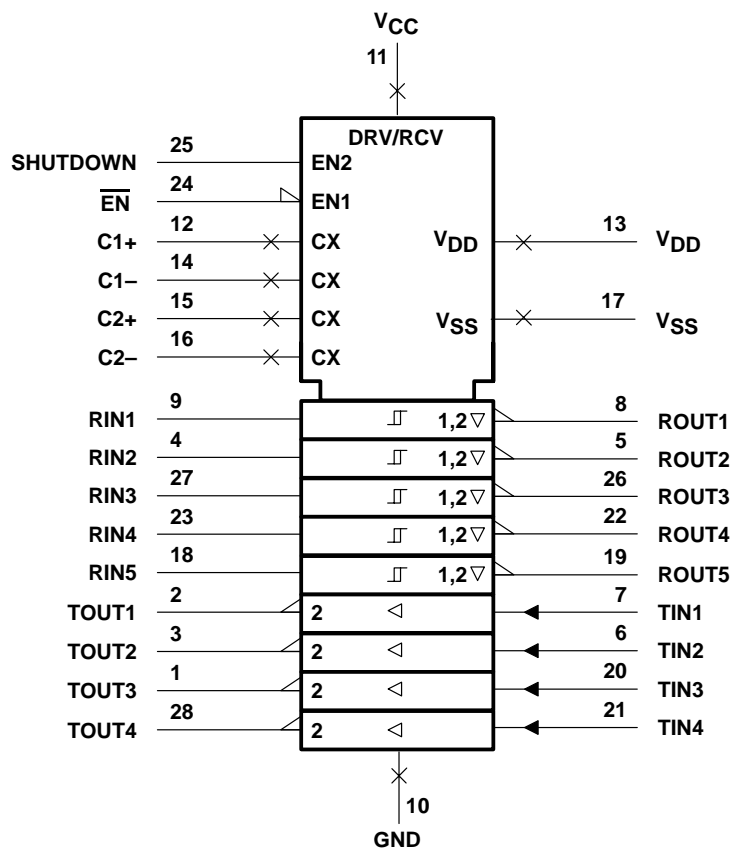 VCC
11
DRV/RCV
SHUTDOWN 25 EN2
EN 24 EN1
C1+ 12 CX VDD 13 VDD
C1– 14 CX
C2+ 15 CX VSS 17 VSS
C2– 16 CX
RIN1 9 1,2 8 ROUT1
RIN2 4 1,2 5 ROUT2
RIN3 27 1,2 26 ROUT3
RIN4 23 1,2 22 ROUT4
RIN5 18 1,2 19 ROUT5
TOUT1 2 2 7 TIN1
TOUT2 3 2 6 TIN2
TOUT3 1 2 20 TIN3
TOUT4 28 2 21 TIN4
10
GND